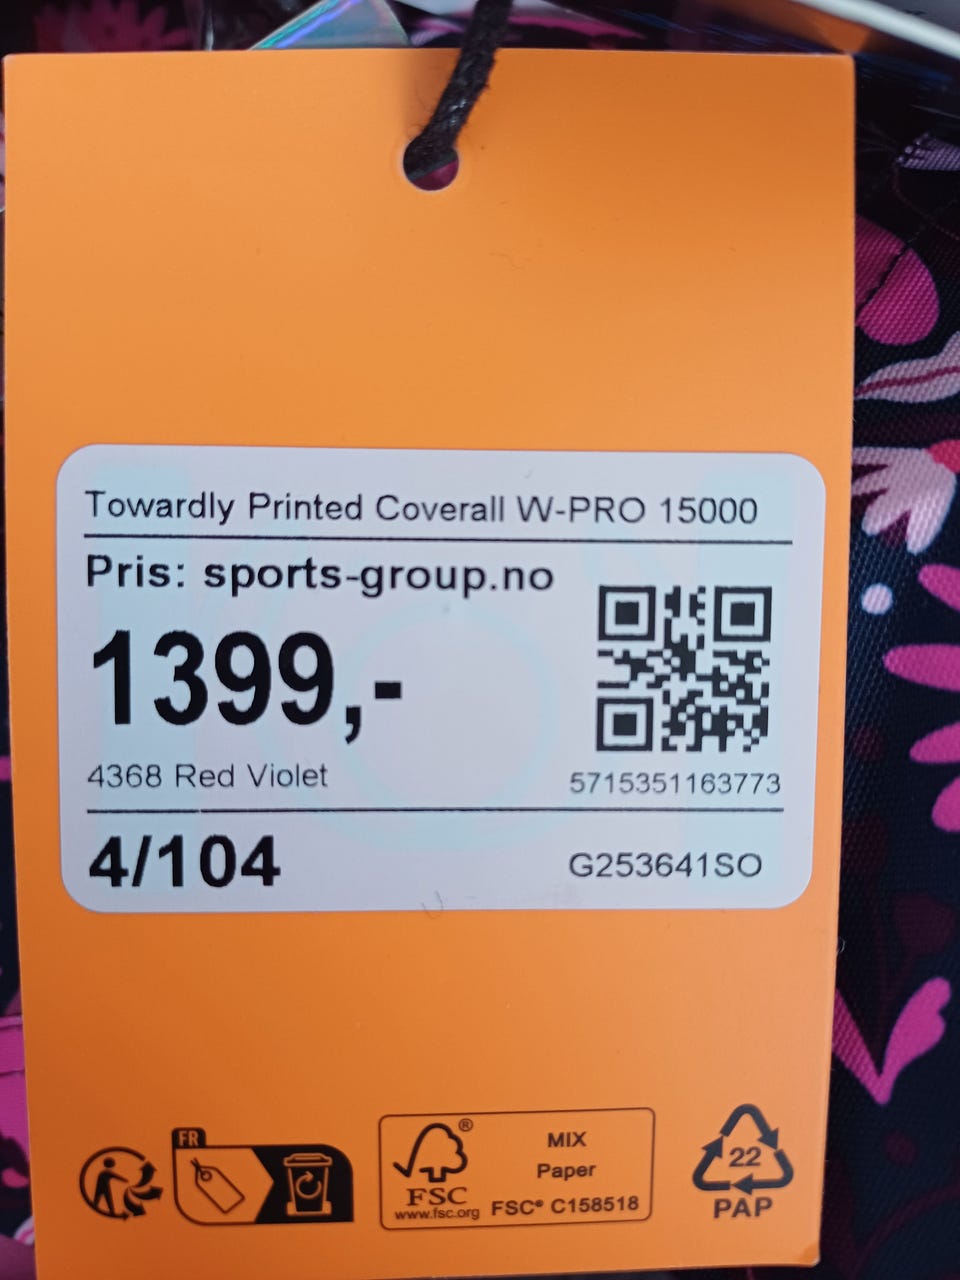 Towardly Printed Coverall W-PRO 15000
Pris: sports-group.no
1399,-
4368 Red Violet
5715351163773
4/104
G253641SO
FR
FSC®
www.fsc.org
MIX
Paper
FSC® C158518
22
PAP